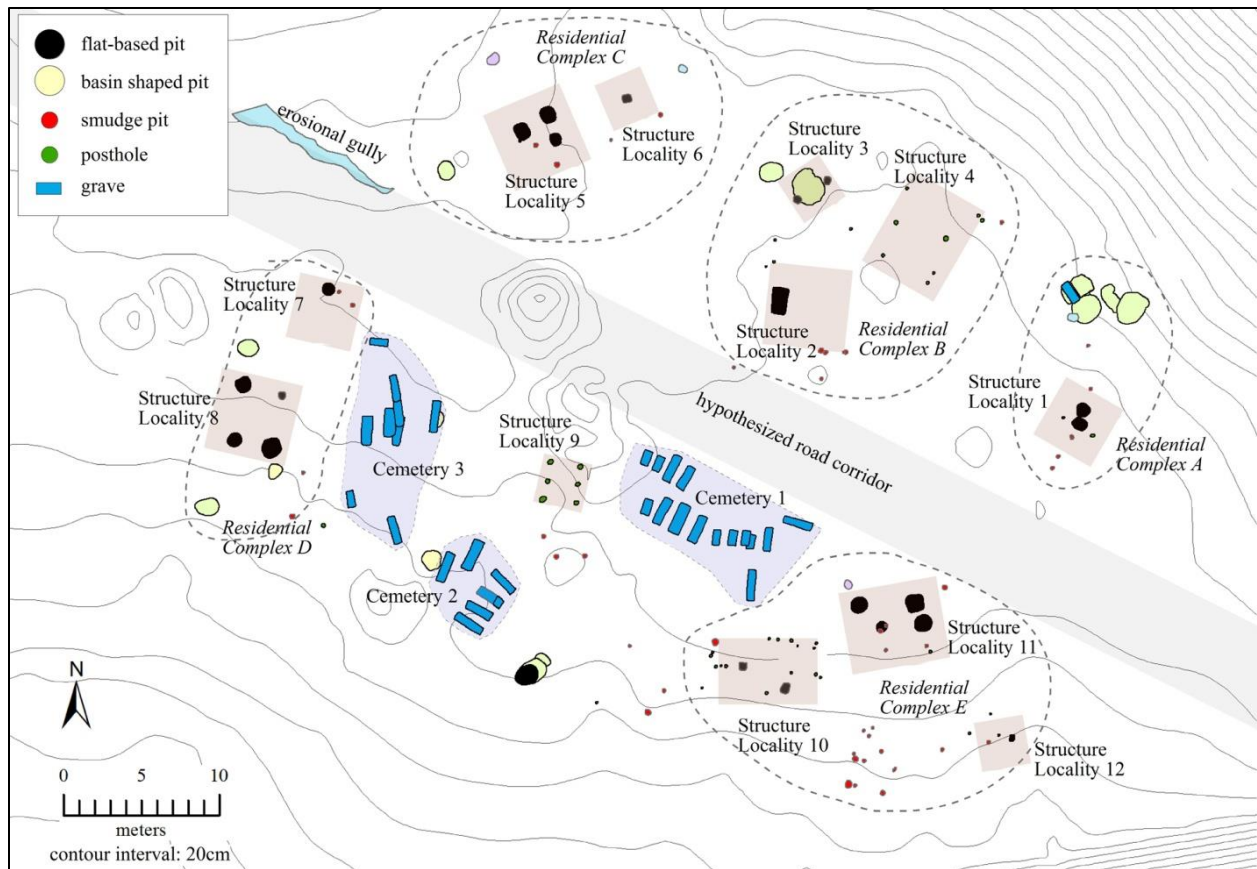 flat-based pit
basin shaped pit
smudge pit
posthole
grave
erosional gully
Residential
Complex C
Structure
Locality 6
Structure
Locality 5
Structure
Locality 3
Structure
Locality 4
Structure
Locality 2
Residential
Complex B
Structure
Locality 7
Structure
Locality 8
Structure
Locality 1
Residential
Complex A
hypothesized road corridor
Structure
Locality 9
Cemetery 3
Cemetery 1
Residential
Complex D
Cemetery 2
Structure
Locality 11
Residential
Complex E
Structure
Locality 10
Structure
Locality 12
N
0 5 10
meters
contour interval: 20cm